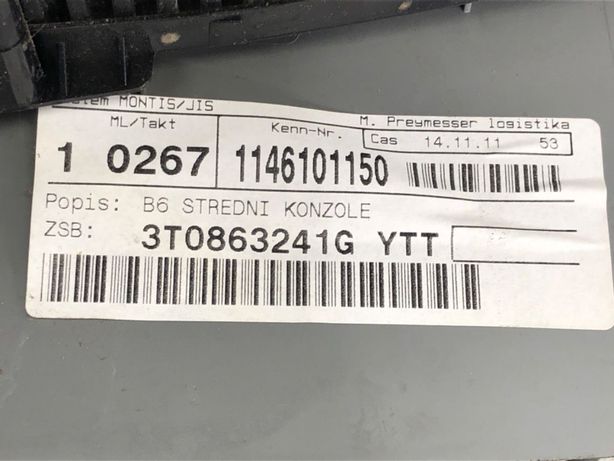 MONTIS/JIS
M. Preymesser logistika
ML/Takt
Kenn-Nr.
Cas 14.11.11 53
1 0267 1146101150
Popis: B6 STREDNI KONZOLE
ZSB: 3T0863241G YTT